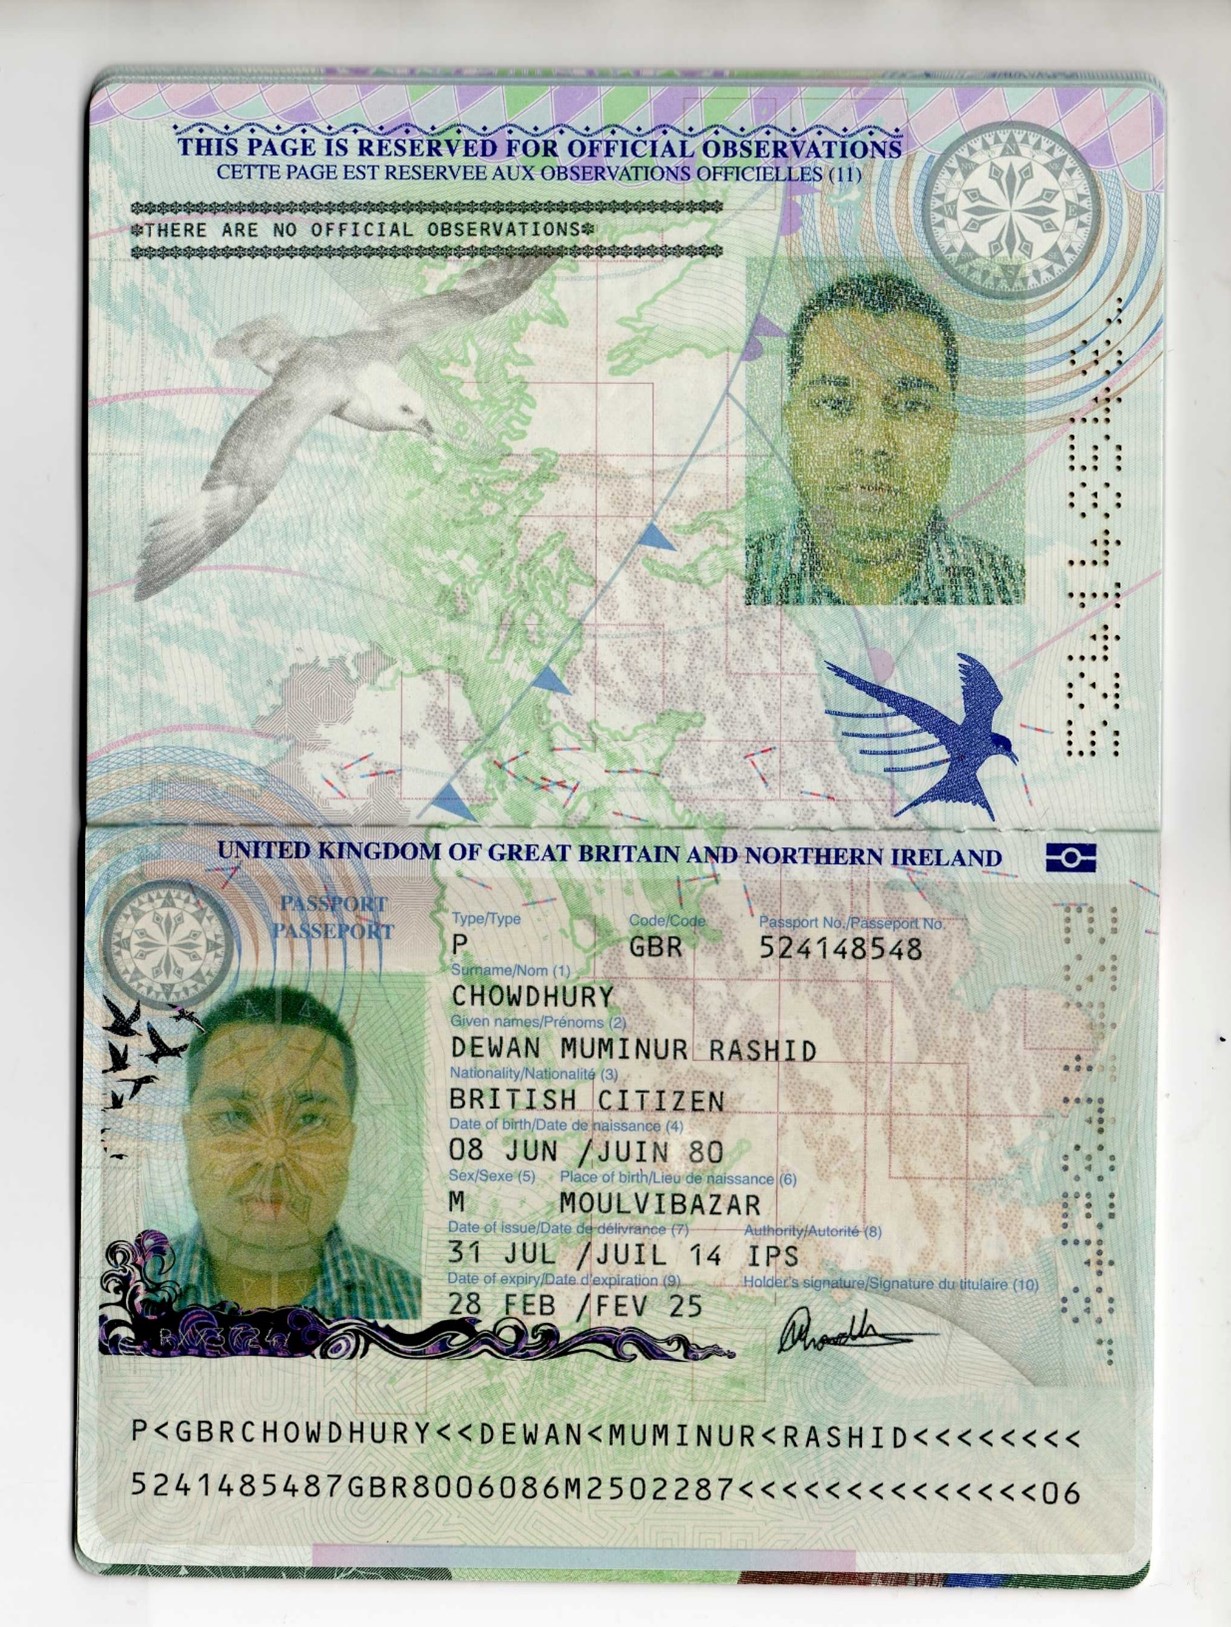 THIS PAGE IS RESERVED FOR OFFICIAL OBSERVATIONS
CETTE PAGE EST RESERVEE AUX OBSERVATIONS OFFICIELLES (11)
*THERE ARE NO OFFICIAL OBSERVATIONS*
UNITED KINGDOM OF GREAT BRITAIN AND NORTHERN IRELAND
PASSPORT
PASSEPORT
Type/Type Code/Code Passport No./Passeport No.
P GBR 524148548
Surname/Nom (1)
CHOWDHURY
Given names/Prénoms (2)
DEWAN MUMINUR RASHID
Nationality/Nationalité (3)
BRITISH CITIZEN
Date of birth/Date de naissance (4)
08 JUN /JUIN 80
Sex/Sexe (5) Place of birth/Lieu de naissance (6)
M MOULVIBAZAR
Date of issue/Date de délivrance (7) Authority/Autorité (8)
31 JUL /JUIL 14 IPS
Date of expiry/Date d'expiration (9) Holder's signature/Signature du titulaire (10)
28 FEB /FEV 25
P<GBRCHOWDHURY<<DEWAN<MUMINUR<RASHID<<<<<<<<
5241485487GBR8006086M2502287<<<<<<<<<<<<<<06